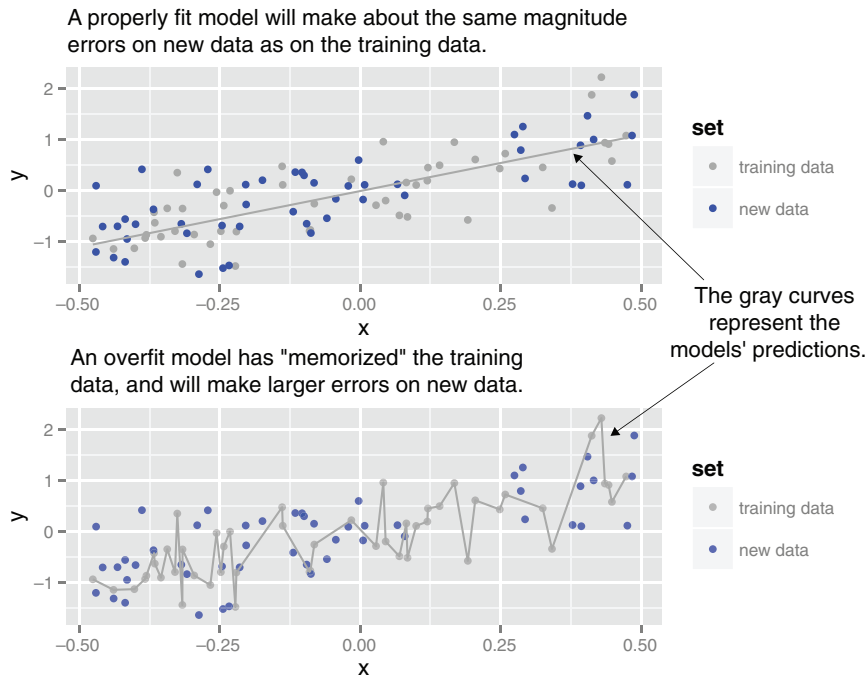 A properly fit model will make about the same magnitude
errors on new data as on the training data.
2
1
0
−1
y
−0.50 −0.25 0.00 0.25 0.50
x
set
training data
new data
The gray curves
represent the
models' predictions.
An overfit model has "memorized" the training
data, and will make larger errors on new data.
2
1
0
−1
y
−0.50 −0.25 0.00 0.25 0.50
x
set
training data
new data